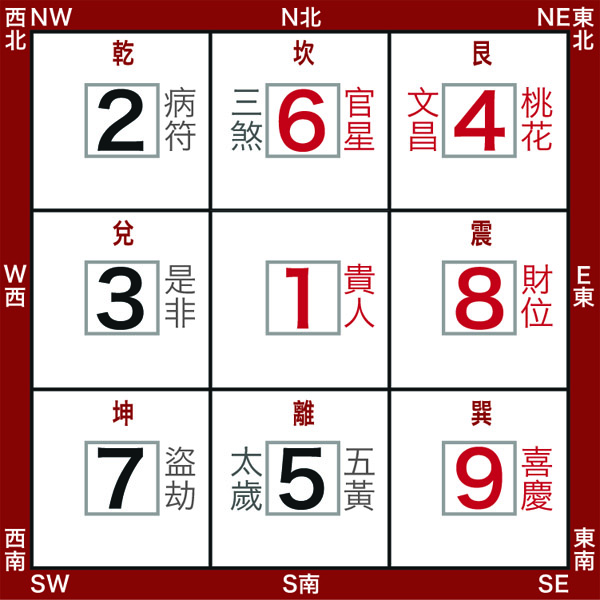 西北 NW
N北
NE 東北
乾
2 病符
坎
三煞 6 官星
艮
文昌 4 桃花
W西
兌
3 是非
1 貴人
震
8 財位
E東
坤
7 盜劫
離
太歲 5 五黃
巽
9 喜慶
西南 SW
S南
SE 東南